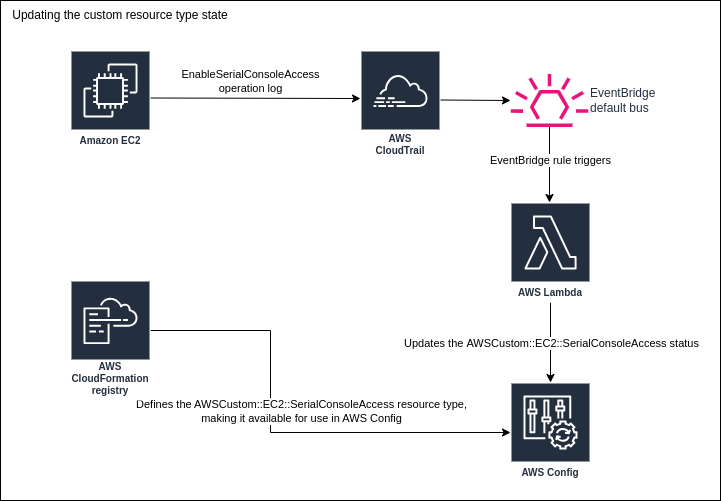 Updating the custom resource type state
EnableSerialConsoleAccess
operation log
EventBridge
default bus
Amazon EC2
AWS
CloudTrail
EventBridge rule triggers
AWS Lambda
Updates the AWSCustom::EC2::SerialConsoleAccess status
AWS
CloudFormation
registry
Defines the AWSCustom::EC2::SerialConsoleAccess resource type,
making it available for use in AWS Config
AWS Config